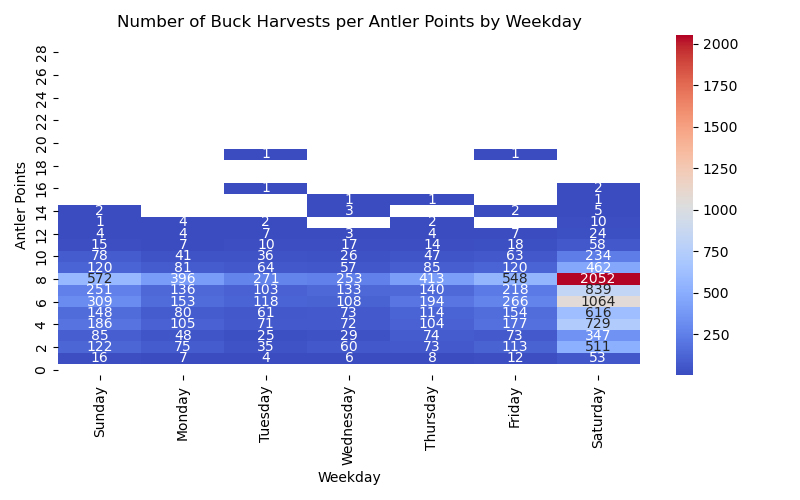 Number of Buck Harvests per Antler Points by Weekday
Antler Points
28
26
24
22
20
1 1
18
16 1 2
1 1 1
14 2 3 2 5
1 4 2 2 10
12 4 4 7 3 4 7 24
15 7 10 17 14 18 58
10 78 41 36 26 47 63 234
120 81 64 57 85 120 462
8 572 396 271 253 413 548 2052
251 136 103 133 140 218 839
6 309 153 118 108 194 266 1064
148 80 61 73 114 154 616
4 186 105 71 72 104 177 729
85 48 25 29 74 73 347
2 122 75 35 60 73 113 511
16 7 4 6 8 12 53
0
Sunday Monday Tuesday Wednesday Thursday Friday Saturday
Weekday
2000
1750
1500
1250
1000
750
500
250